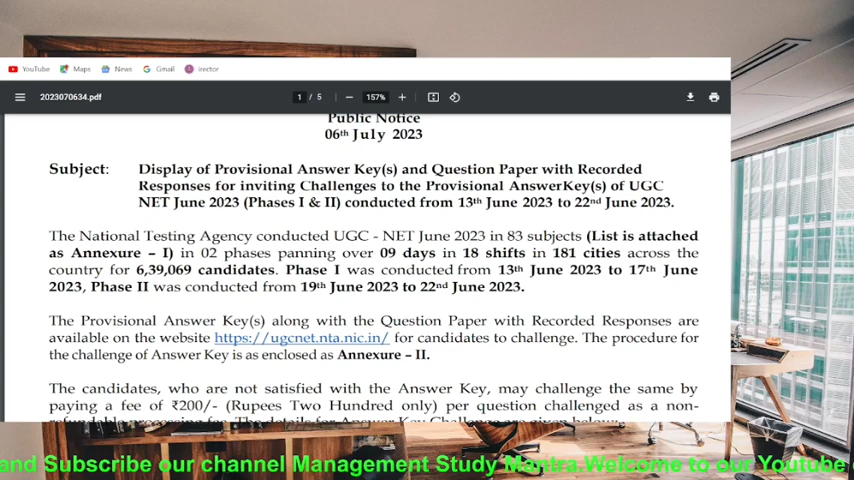 YouTube Maps News Gmail irector
2023070634.pdf 1 / 5 157%
Public Notice
06th July 2023
Subject: Display of Provisional Answer Key(s) and Question Paper with Recorded
Responses for inviting Challenges to the Provisional AnswerKey(s) of UGC
NET June 2023 (Phases I & II) conducted from 13th June 2023 to 22nd June 2023.
The National Testing Agency conducted UGC - NET June 2023 in 83 subjects (List is attached
as Annexure – I) in 02 phases panning over 09 days in 18 shifts in 181 cities across the
country for 6,39,069 candidates. Phase I was conducted from 13th June 2023 to 17th June
2023, Phase II was conducted from 19th June 2023 to 22nd June 2023.
The Provisional Answer Key(s) along with the Question Paper with Recorded Responses are
available on the website https://ugcnet.nta.nic.in/ for candidates to challenge. The procedure for
the challenge of Answer Key is as enclosed as Annexure – II.
The candidates, who are not satisfied with the Answer Key, may challenge the same by
paying a fee of ₹200/- (Rupees Two Hundred only) per question challenged as a non-
refundable processing fee. The details for Answer Key Challenge
and Subscribe our channel Management Study Mantra.Welcome to our Youtube